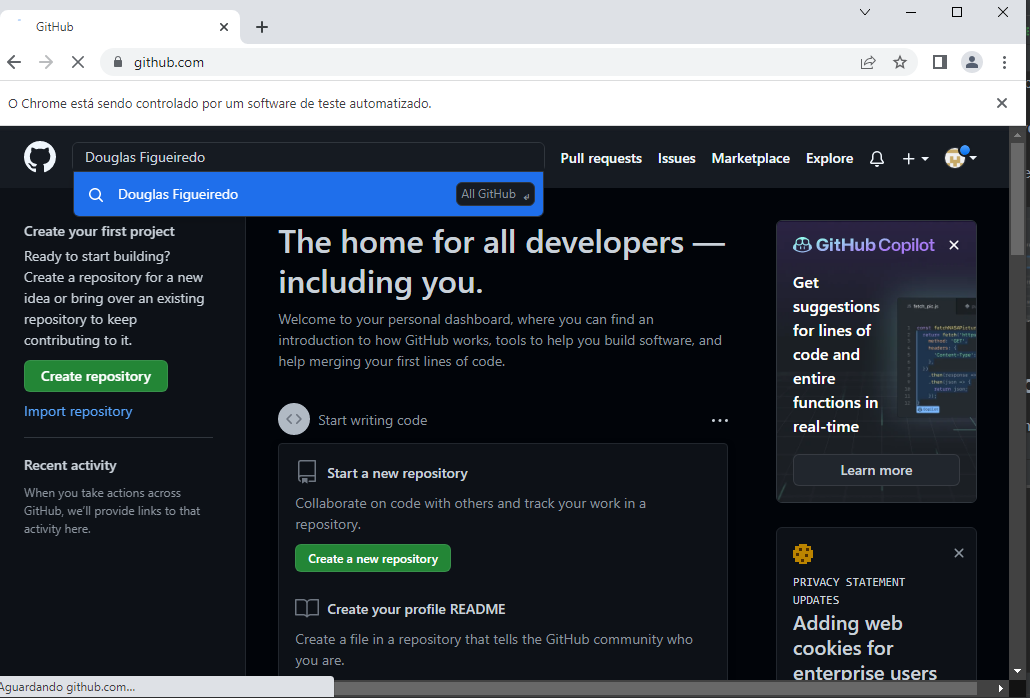 GitHub
github.com
O Chrome está sendo controlado por um software de teste automatizado.
Douglas Figueiredo
Pull requests Issues Marketplace Explore
Douglas Figueiredo All GitHub
Create your first project
Ready to start building?
Create a repository for a new
idea or bring over an existing
repository to keep
contributing to it.
Create repository
Import repository
Recent activity
When you take actions across
GitHub, we'll provide links to that
activity here.
The home for all developers —
including you.
Welcome to your personal dashboard, where you can find an
introduction to how GitHub works, tools to help you build software, and
help merging your first lines of code.
Start writing code
Start a new repository
Collaborate on code with others and track your work in a
repository.
Create a new repository
Create your profile README
Create a file in a repository that tells the GitHub community who
you are.
GitHub Copilot
Get
suggestions
for lines of
code and
entire
functions in
real-time
fetch_pic.js
Learn more
PRIVACY STATEMENT
UPDATES
Adding web
cookies for
enterprise users
Aguardando github.com...